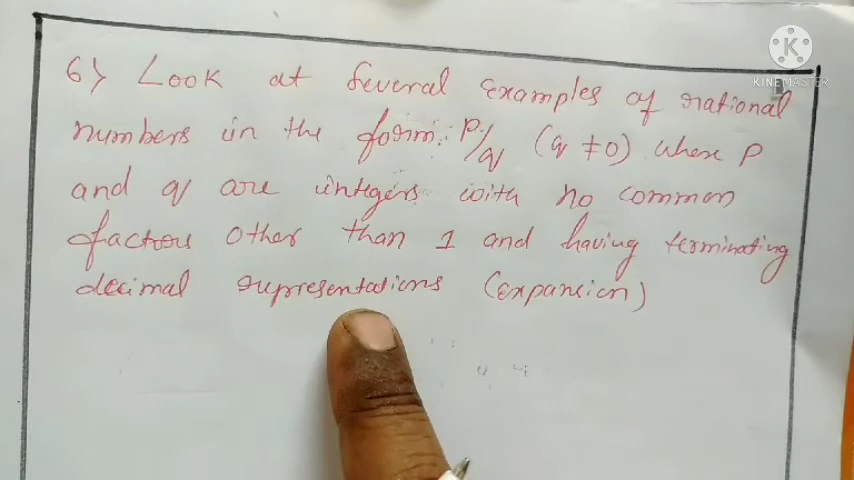 K
KINEMASTER
6) Look at several examples of rational
numbers in the form P/q (q ≠ 0) where P
and q are integers with no common
factors other than 1 and having terminating
decimal representations (expansion)